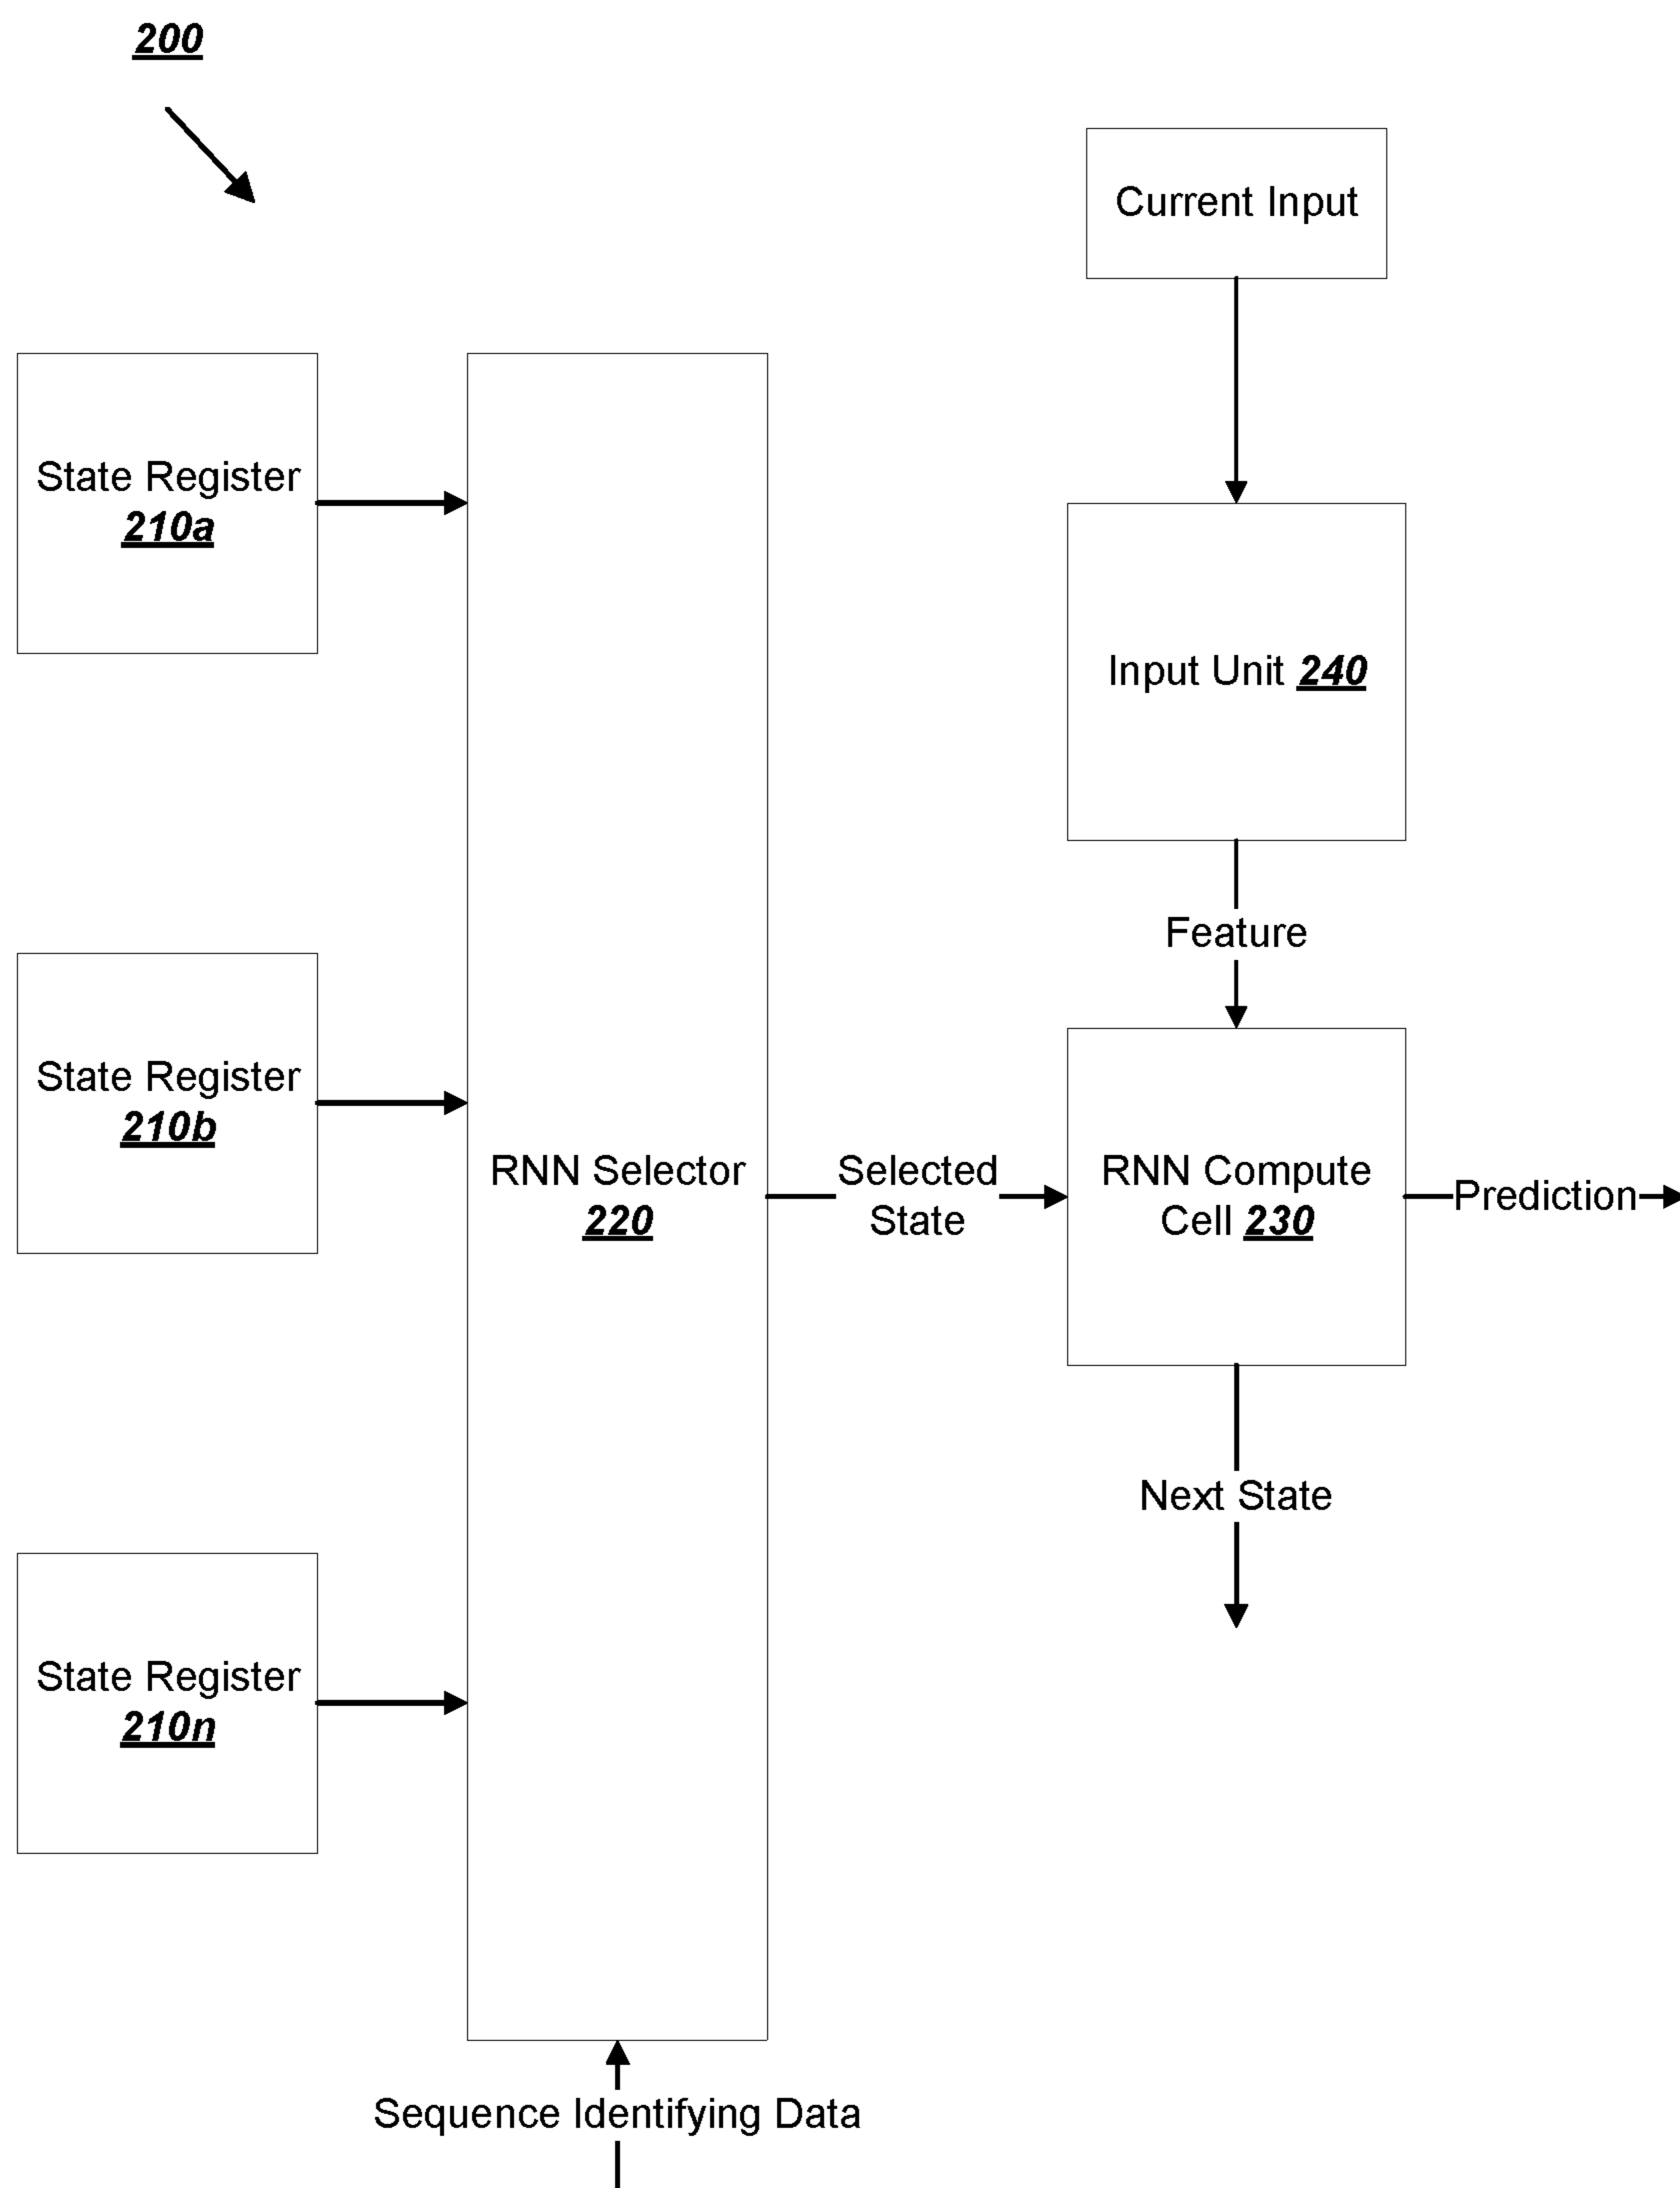 200
Current Input
State Register
210a
Input Unit 240
Feature
State Register
210b
RNN Selector
220
Selected
State
RNN Compute
Cell 230
Prediction
Next State
State Register
210n
Sequence Identifying Data